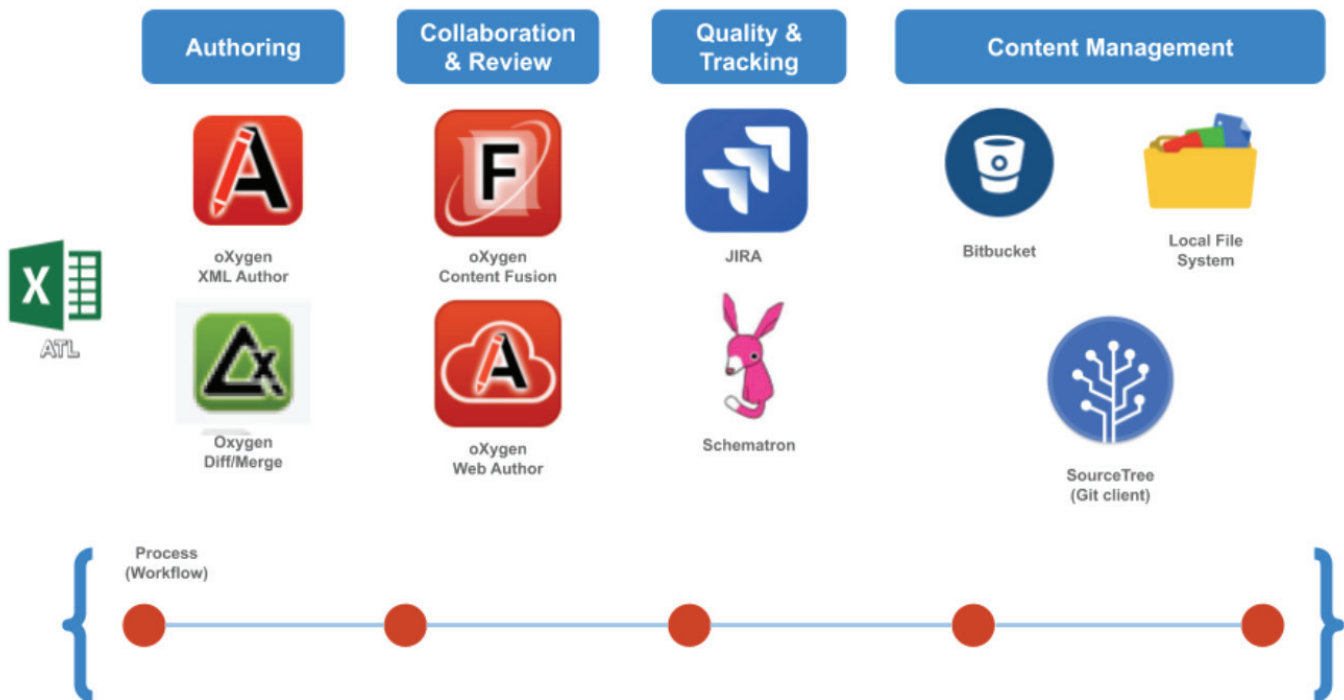 Authoring
Collaboration
& Review
Quality &
Tracking
Content Management
X
ATL
A
oXygen
XML Author
F
oXygen
Content Fusion
JIRA
Bitbucket
Local File
System
X
Oxygen
Diff/Merge
A
oXygen
Web Author
Schematron
SourceTree
(Git client)
Process
(Workflow)